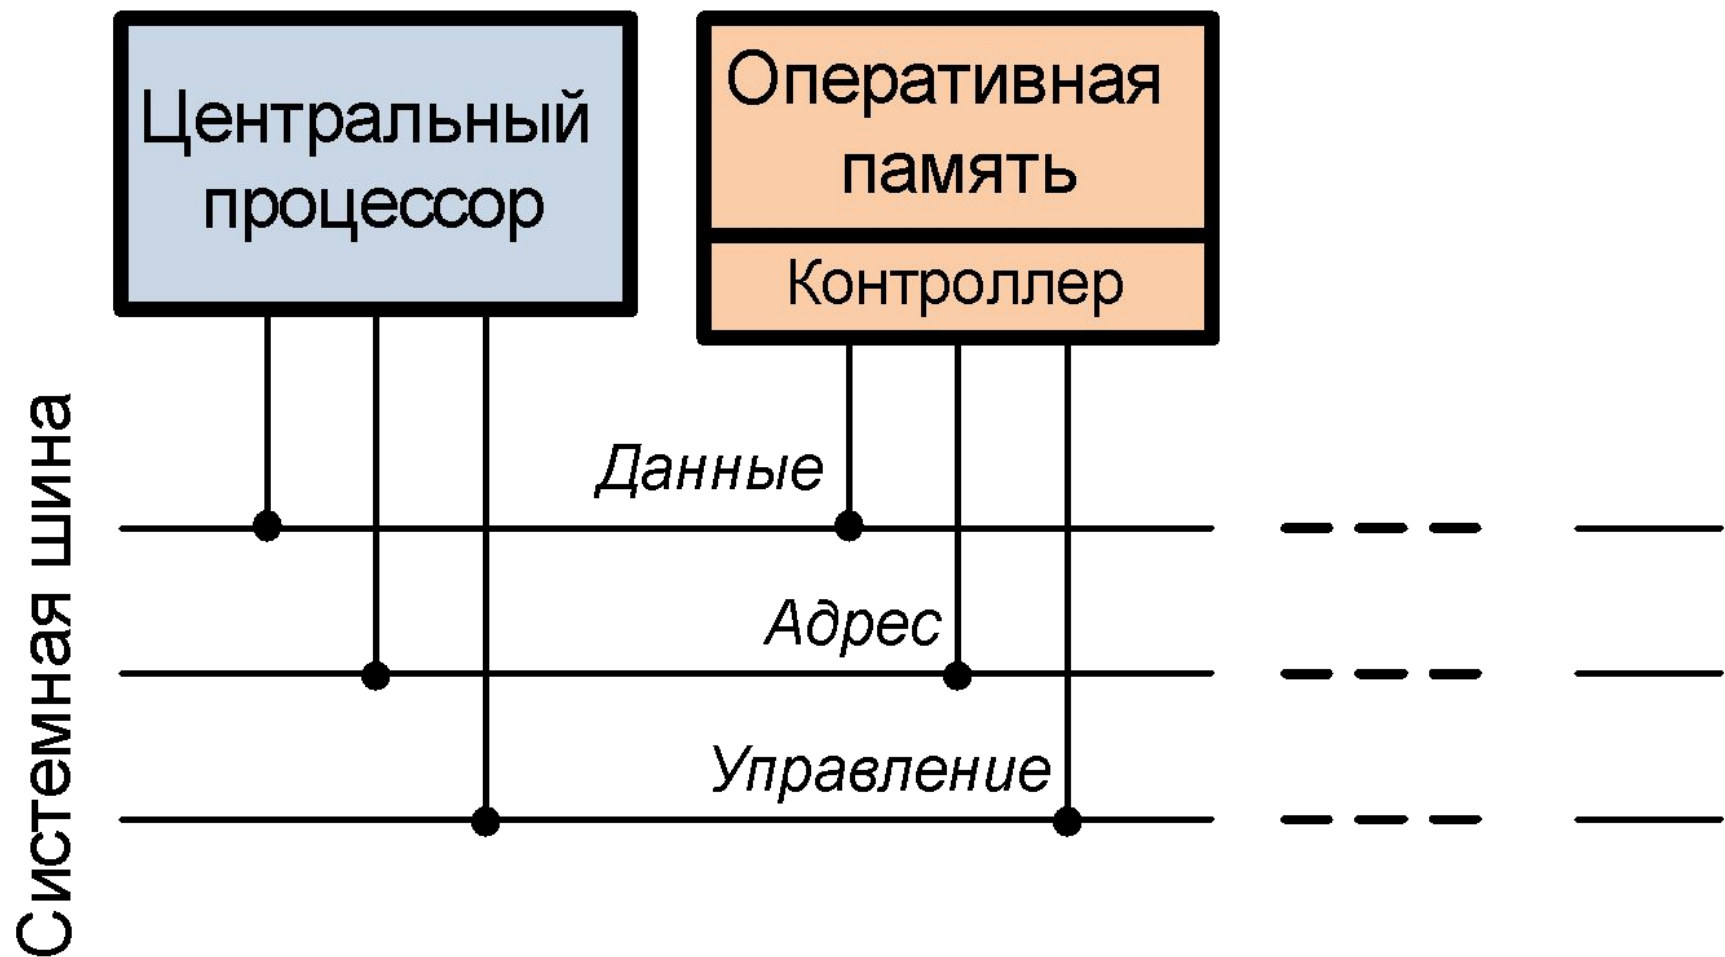 Центральный
процессор
Оперативная
память
Контроллер
Системная шина
Данные
Адрес
Управление